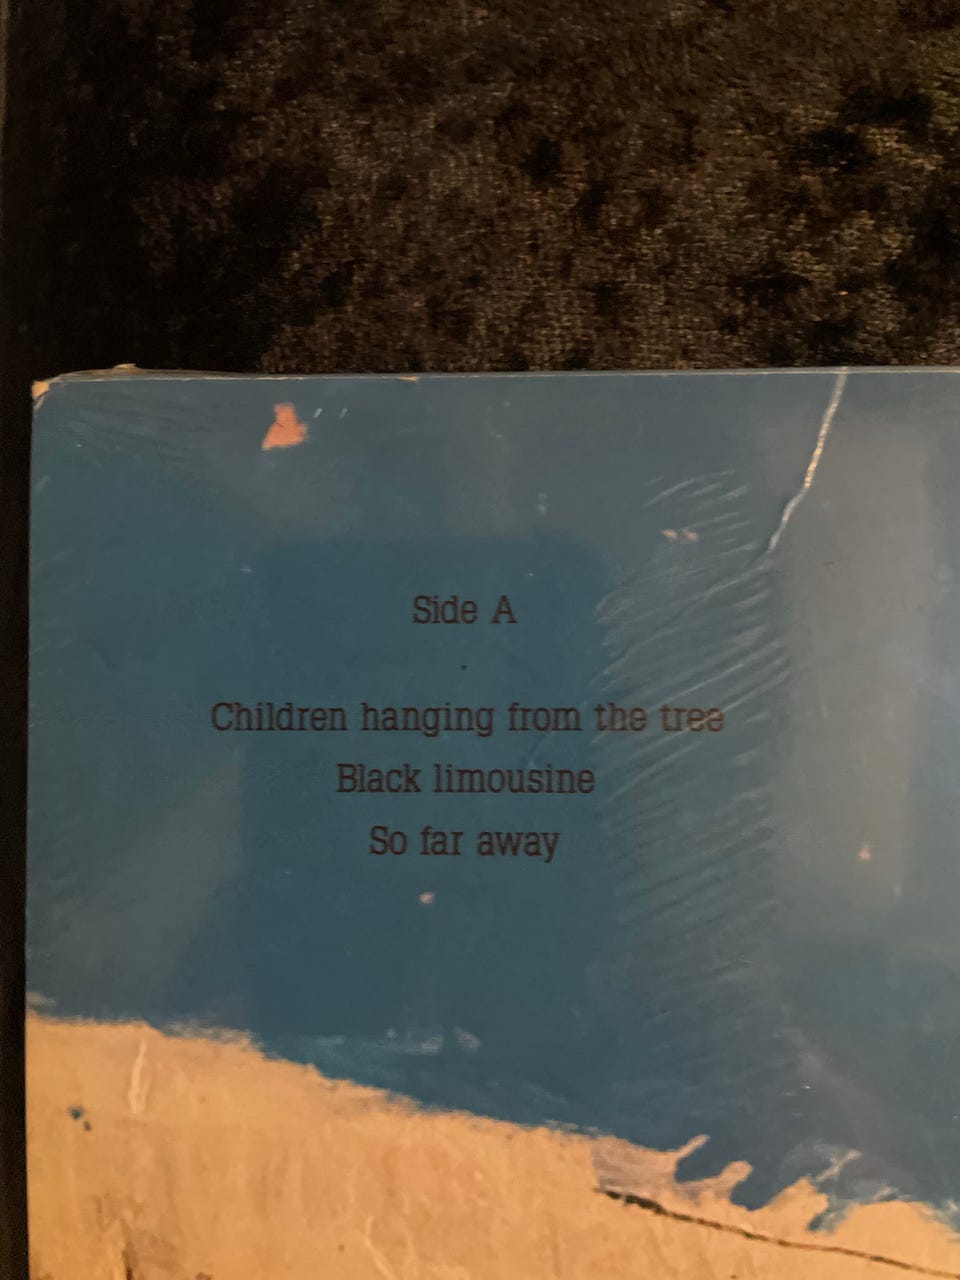 Side A
Children hanging from the tree
Black limousine
So far away